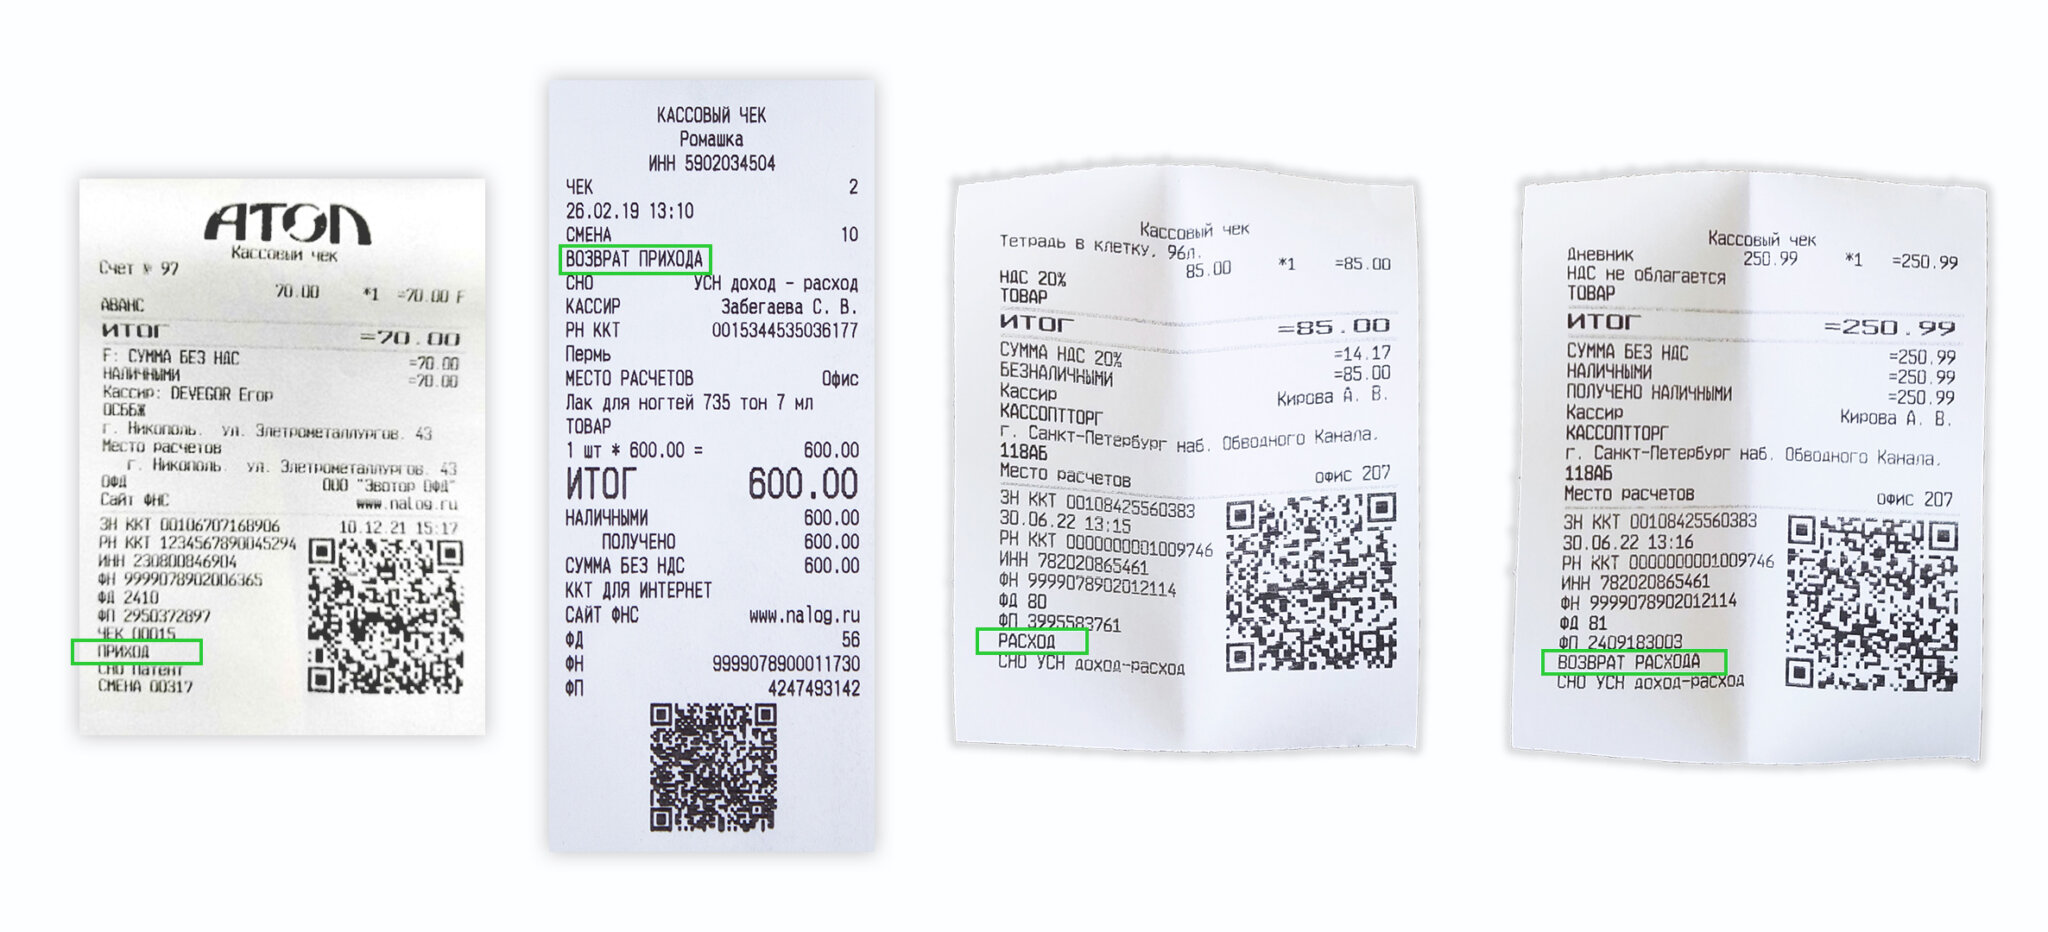 АТОЛ
Кассовый чек
Счет № 97
70.00 *1 =70.00 F
АВАНС
ИТОГ =70.00
F: СУММА БЕЗ НДС =70.00
НАЛИЧНЫМИ =70.00
Кассир: DEVEGOR Егор
ОСББЖ
г. Никополь. ул. Элетрометаллургов. 43
Место расчетов
г. Никополь. ул. Элетрометаллургов. 43
ОФД ООО "Эвотор ОФД"
Сайт ФНС www.nalog.ru
ЗН ККТ 00106707168906 10.12.21 15:17
РН ККТ 1234567890045294
ИНН 230800846904
ФН 9999078902006365
ФД 2410
ФП 2950372897
ЧЕК 00015
ПРИХОД
СНО Патент
СМЕНА 00317
КАССОВЫЙ ЧЕК
Ромашка
ИНН 5902034504
ЧЕК 2
26.02.19 13:10
СМЕНА 10
ВОЗВРАТ ПРИХОДА
СНО УСН доход - расход
КАССИР Забегаева С. В.
РН ККТ 0015344535036177
Пермь
МЕСТО РАСЧЕТОВ Офис
Лак для ногтей 735 тон 7 мл
ТОВАР
1 шт * 600.00 = 600.00
ИТОГ 600.00
НАЛИЧНЫМИ 600.00
ПОЛУЧЕНО 600.00
СУММА БЕЗ НДС 600.00
ККТ ДЛЯ ИНТЕРНЕТ
САЙТ ФНС www.nalog.ru
ФД 56
ФН 9999078900011730
ФП 4247493142
Кассовый чек
Тетрадь в клетку, 96л.
85.00 *1 =85.00
НДС 20%
ТОВАР
ИТОГ =85.00
СУММА НДС 20% =14.17
БЕЗНАЛИЧНЫМИ =85.00
Кассир Кирова А. В.
КАССОПТТОРГ
г. Санкт-Петербург наб. Обводного Канала,
118АБ
Место расчетов офис 207
ЗН ККТ 00108425560383
30.06.22 13:15
РН ККТ 0000000001009746
ИНН 782020865461
ФН 9999078902012114
ФД 80
ФП 3995583761
РАСХОД
СНО УСН доход-расход
Кассовый чек
Дневник 250.99 *1 =250.99
НДС не облагается
ТОВАР
ИТОГ =250.99
СУММА БЕЗ НДС =250.99
НАЛИЧНЫМИ =250.99
ПОЛУЧЕНО НАЛИЧНЫМИ =250.99
Кассир Кирова А. В.
КАССОПТТОРГ
г. Санкт-Петербург наб. Обводного Канала,
118АБ
Место расчетов офис 207
ЗН ККТ 00108425560383
30.06.22 13:16
РН ККТ 0000000001009746
ИНН 782020865461
ФН 9999078902012114
ФД 81
ФП 2409183003
ВОЗВРАТ РАСХОДА
СНО УСН доход-расход